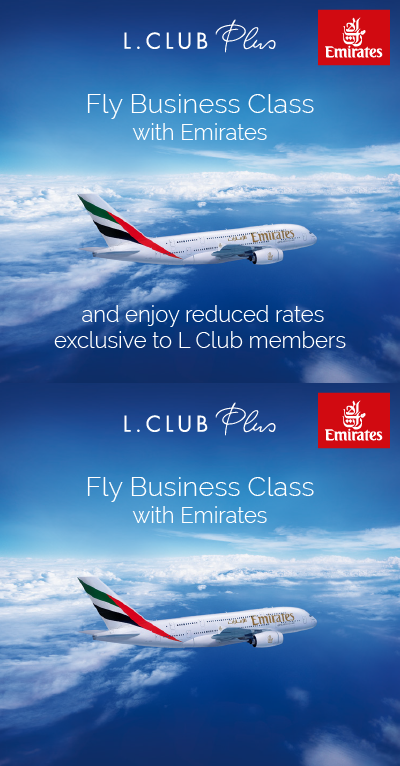 L.CLUB Plus
Emirates
Fly Business Class
with Emirates
Emirates
and enjoy reduced rates
exclusive to L Club members
L.CLUB Plus
Emirates
Fly Business Class
with Emirates
Emirates